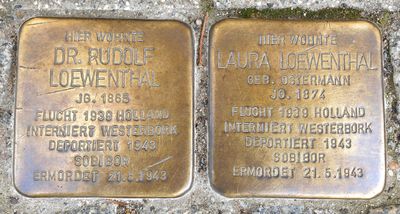 HIER WOHNTE
DR. RUDOLF
LOEWENTHAL
JG. 1865
FLUCHT 1938 HOLLAND
INTERNIERT WESTERBORK
DEPORTIERT 1943
SOBIBOR
ERMORDET 21.5.1943
HIER WOHNTE
LAURA LOEWENTHAL
GEB. OSTERMANN
JG. 1874
FLUCHT 1939 HOLLAND
INTERNIERT WESTERBORK
DEPORTIERT 1943
SOBIBOR
ERMORDET 21.5.1943